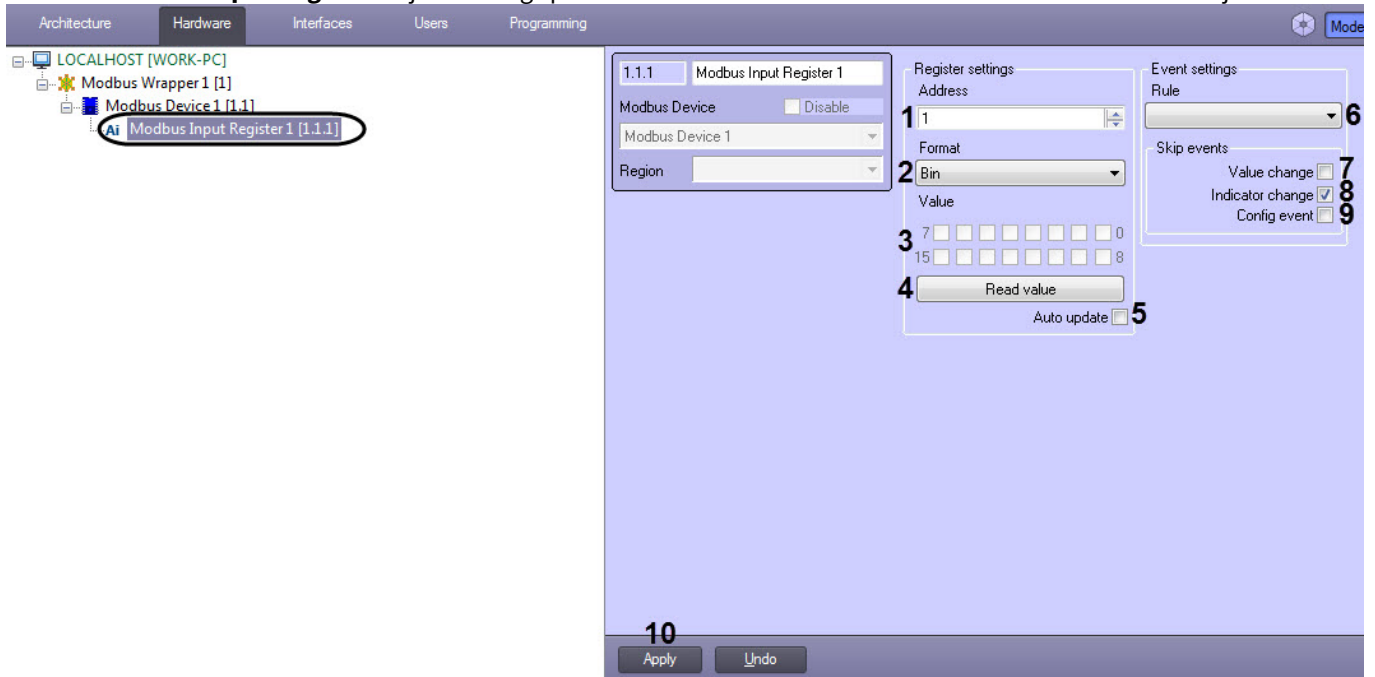 Architecture Hardware Interfaces Users Programming Mode
LOCALHOST [WORK-PC]
Modbus Wrapper 1 [1]
Modbus Device 1 [1.1]
Ai Modbus Input Register 1 [1.1.1]
1.1.1 Modbus Input Register 1
Modbus Device Disable
Modbus Device 1
Region
Register settings
Address
1 1
Format
2 Bin
Value
3 7 0
15 8
4 Read value
Auto update 5
Event settings
Rule
6
Skip events
Value change 7
Indicator change 8
Config event 9
10
Apply Undo